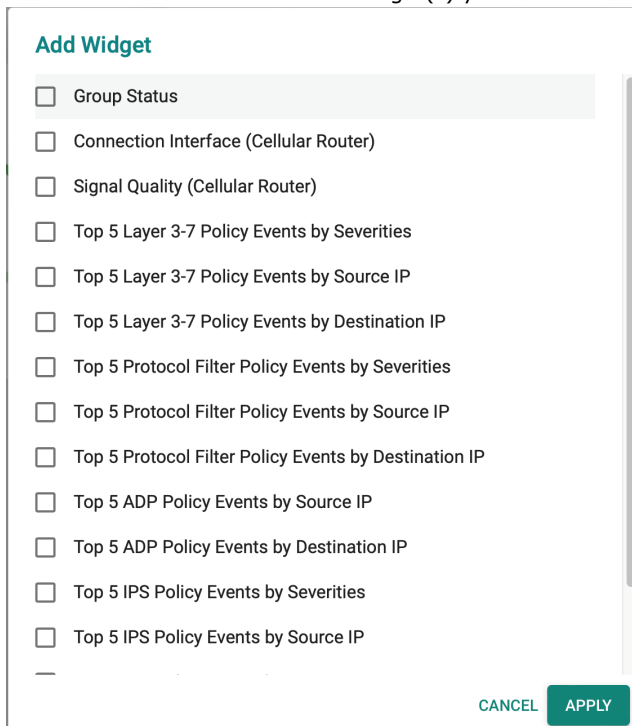 Add Widget
Group Status
Connection Interface (Cellular Router)
Signal Quality (Cellular Router)
Top 5 Layer 3-7 Policy Events by Severities
Top 5 Layer 3-7 Policy Events by Source IP
Top 5 Layer 3-7 Policy Events by Destination IP
Top 5 Protocol Filter Policy Events by Severities
Top 5 Protocol Filter Policy Events by Source IP
Top 5 Protocol Filter Policy Events by Destination IP
Top 5 ADP Policy Events by Source IP
Top 5 ADP Policy Events by Destination IP
Top 5 IPS Policy Events by Severities
Top 5 IPS Policy Events by Source IP
CANCEL APPLY